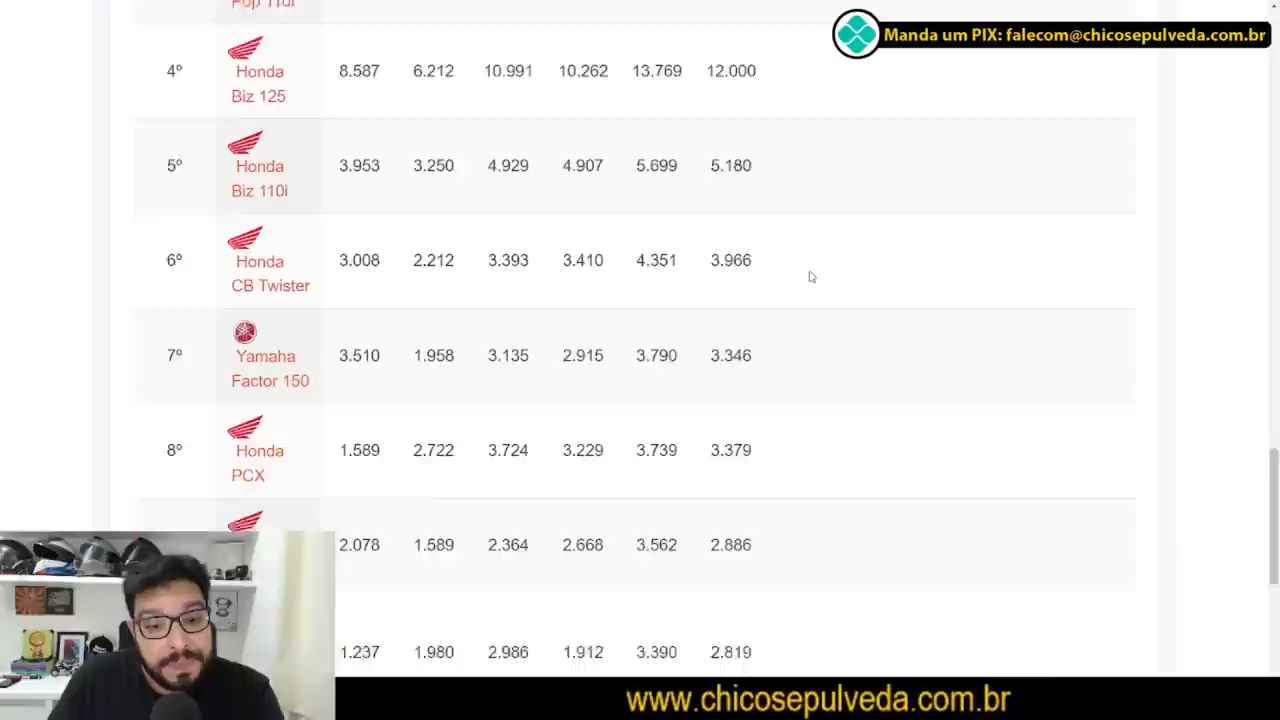 Pop 110i
Manda um PIX: falecom@chicosepulveda.com.br
4º Honda Biz 125 8.587 6.212 10.991 10.262 13.769 12.000
5º Honda Biz 110i 3.953 3.250 4.929 4.907 5.699 5.180
6º Honda CB Twister 3.008 2.212 3.393 3.410 4.351 3.966
7º Yamaha Factor 150 3.510 1.958 3.135 2.915 3.790 3.346
8º Honda PCX 1.589 2.722 3.724 3.229 3.739 3.379
2.078 1.589 2.364 2.668 3.562 2.886
1.237 1.980 2.986 1.912 3.390 2.819
www.chicosepulveda.com.br